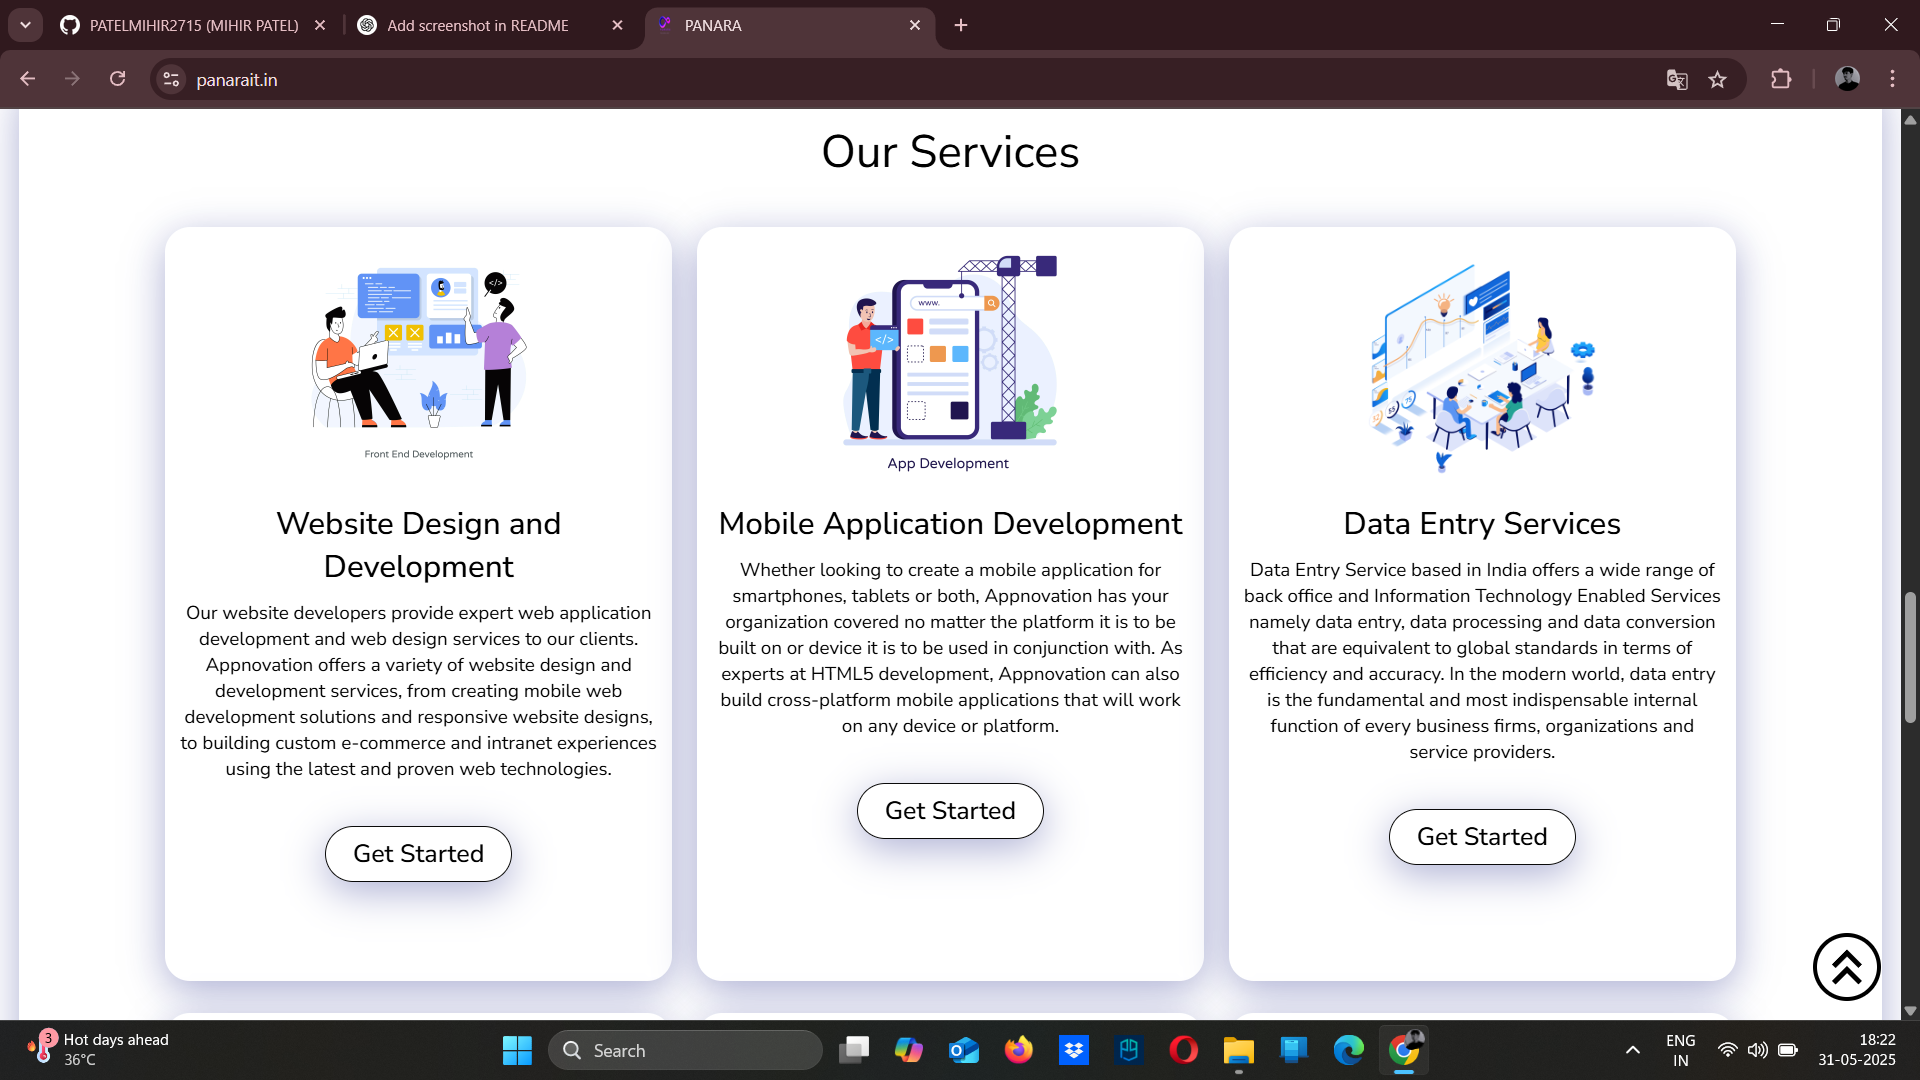 PATELMIHIR2715 (MIHIR PATEL)
Add screenshot in README
PANARA
panarait.in
Our Services
</>
Front End Development
Website Design and
Development
Our website developers provide expert web application
development and web design services to our clients.
Appnovation offers a variety of website design and
development services, from creating mobile web
development solutions and responsive website designs,
to building custom e-commerce and intranet experiences
using the latest and proven web technologies.
Get Started
www.
</>
App Development
Mobile Application Development
Whether looking to create a mobile application for
smartphones, tablets or both, Appnovation has your
organization covered no matter the platform it is to be
built on or device it is to be used in conjunction with. As
experts at HTML5 development, Appnovation can also
build cross-platform mobile applications that will work
on any device or platform.
Get Started
Data Entry Services
Data Entry Service based in India offers a wide range of
back office and Information Technology Enabled Services
namely data entry, data processing and data conversion
that are equivalent to global standards in terms of
efficiency and accuracy. In the modern world, data entry
is the fundamental and most indispensable internal
function of every business firms, organizations and
service providers.
Get Started
3
Hot days ahead
36°C
Search
ENG
IN
18:22
31-05-2025